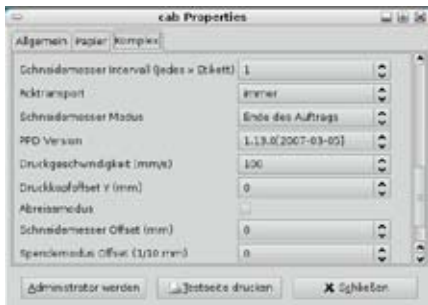 cab Properties
Allgemein Papier Komplex
Schneidemesser Intervall (jedes x Etikett) 1
immer
Schneidemesser Modus Ende des Auftrags
PPD Version 1.13.0[2007-03-05]
Druckgeschwndigket (mm/s) 100
Druckkopfoffset Y (mm) 0
Abreissmodus
Schneidemesser Offset (mm) 0
Spendemodus Offset (1/10 mm) 0
Administrator werden Testseite drucken Schließen